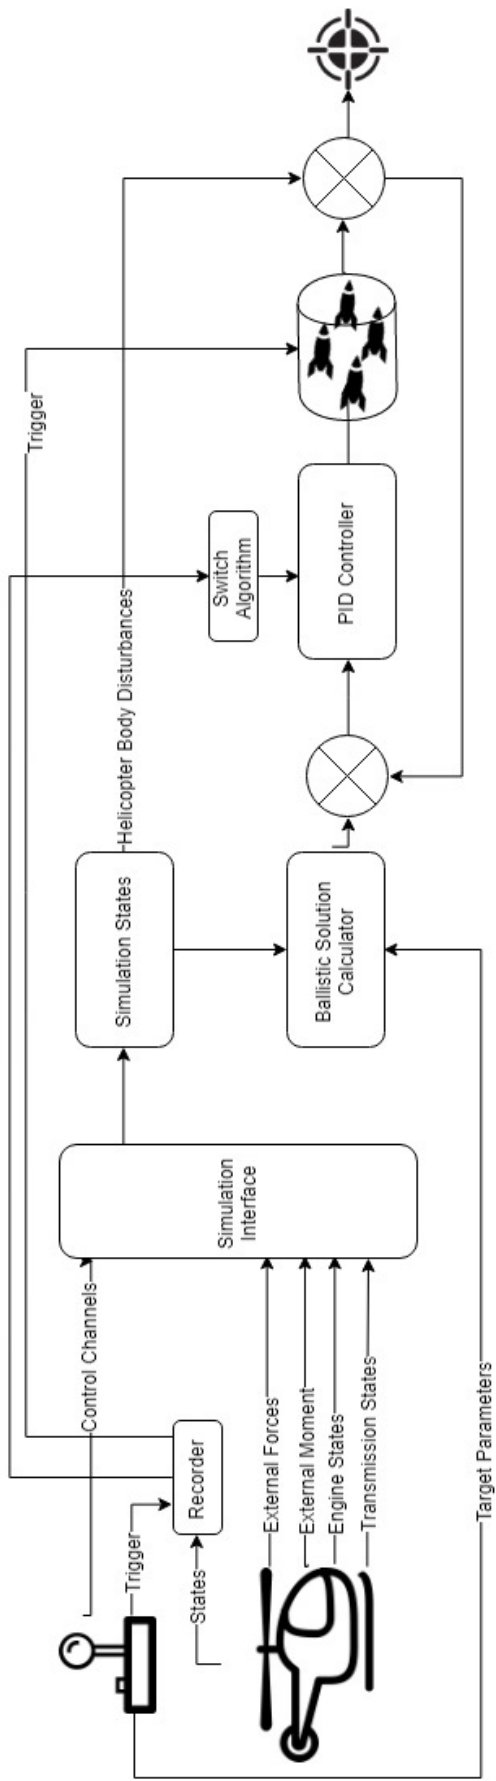 Trigger
Control Channels
States
Recorder
External Forces
External Moment
Engine States
Transmission States
Target Parameters
Simulation
Interface
Simulation States
Ballistic Solution
Calculator
Helicopter Body Disturbances
Switch
Algorithm
PID Controller
Trigger